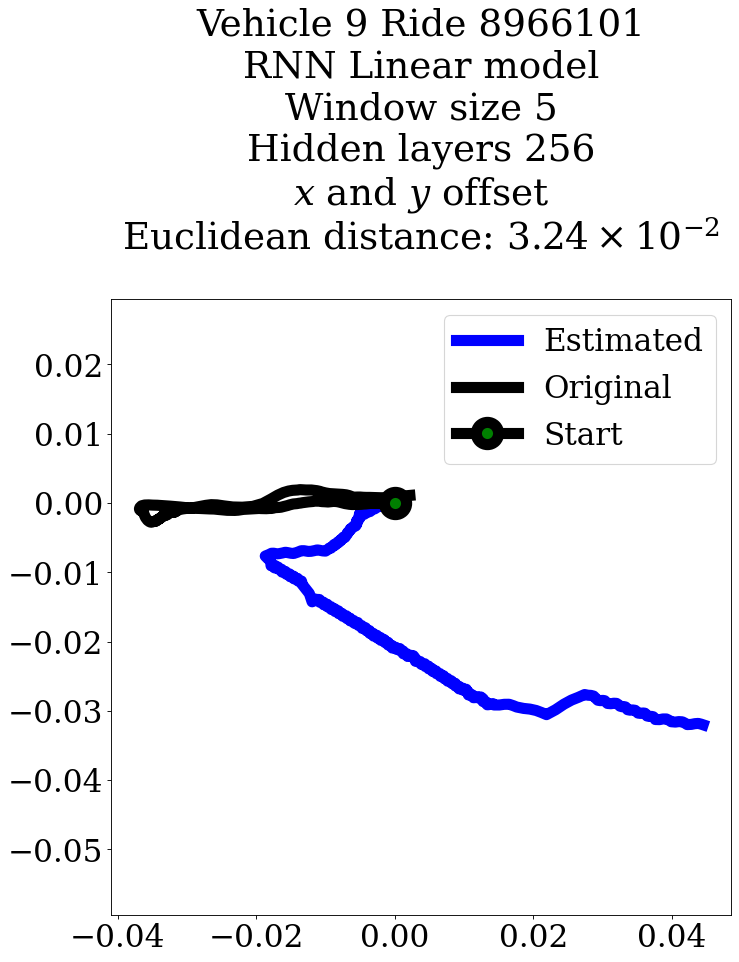 Vehicle 9 Ride 8966101
RNN Linear model
Window size 5
Hidden layers 256
x and y offset
Euclidean distance: 3.24 × 10⁻²
Estimated
Original
Start
0.02
0.01
0.00
−0.01
−0.02
−0.03
−0.04
−0.05
−0.04 −0.02 0.00 0.02 0.04